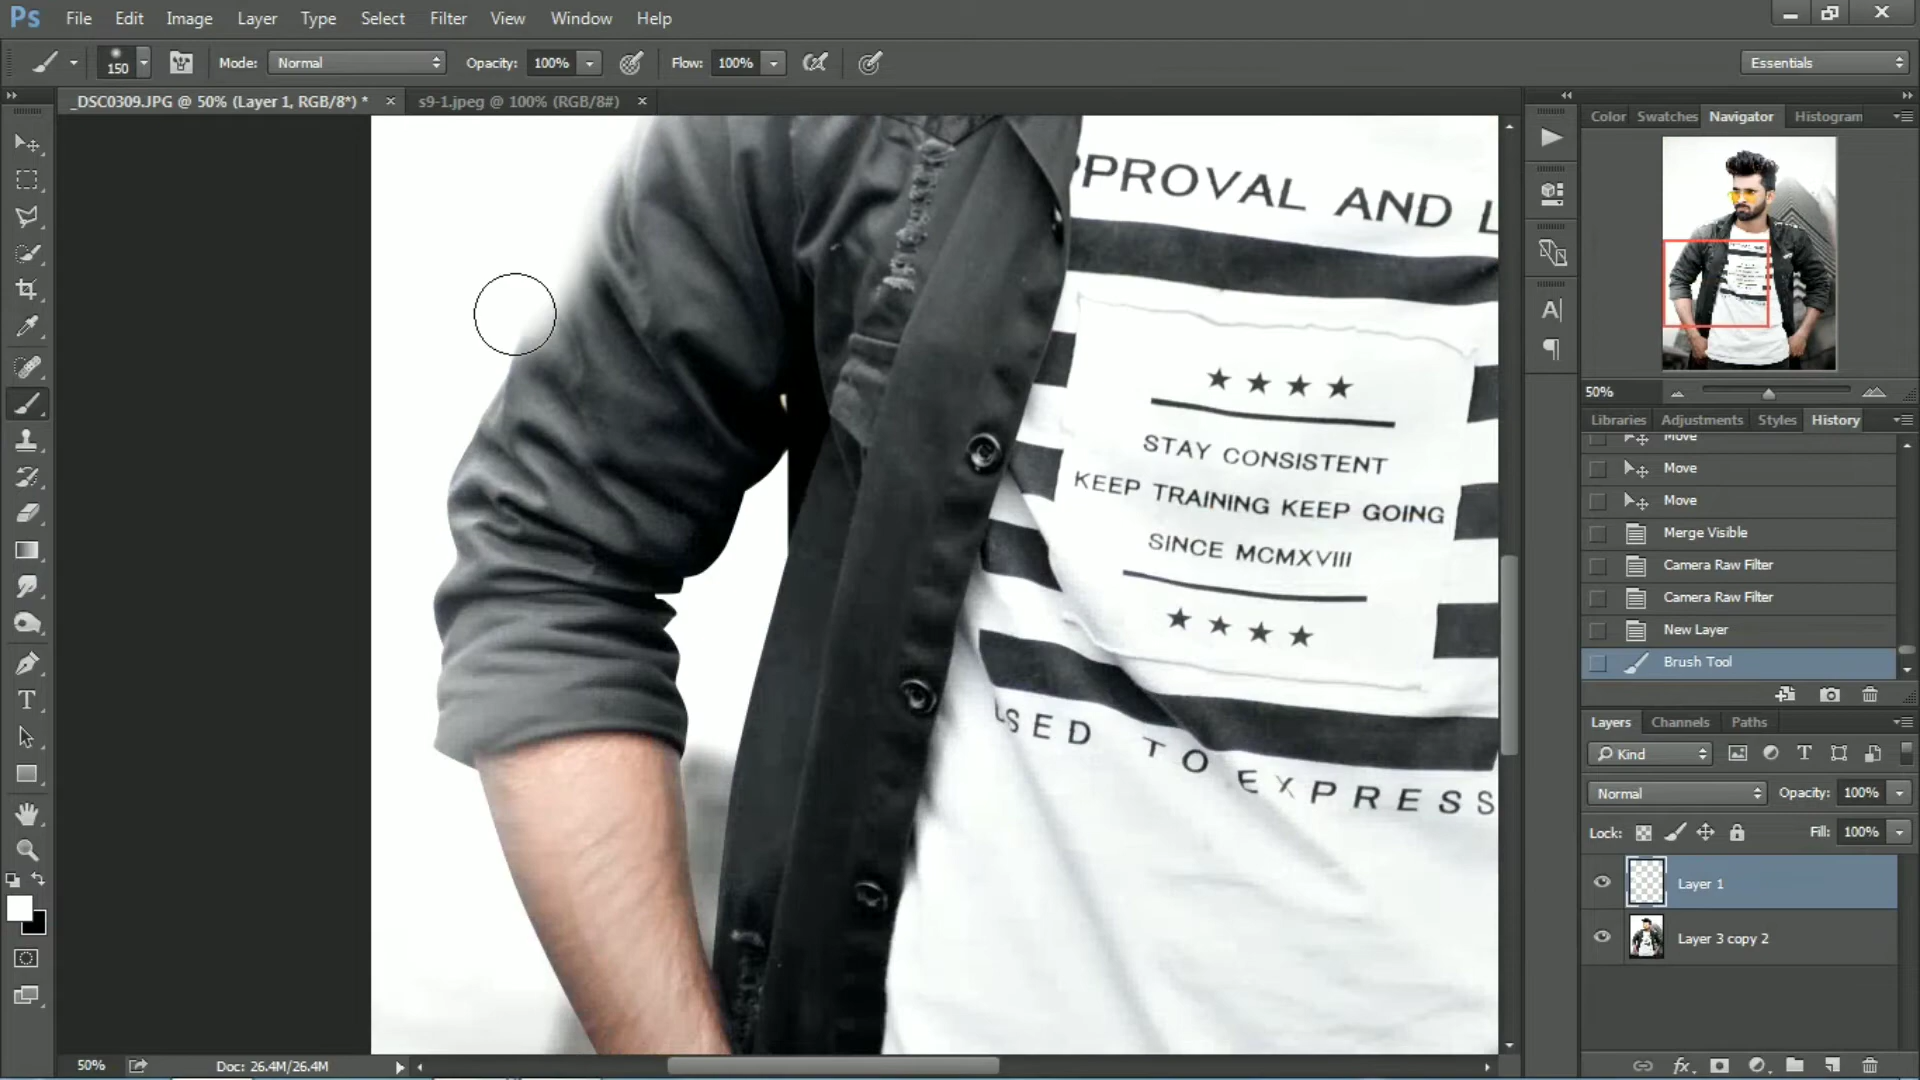 Ps File Edit Image Layer Type Select Filter View Window Help
150 Mode: Normal Opacity: 100% Flow: 100% Essentials
_DSC0309.JPG @ 50% (Layer 1, RGB/8*) * × s9-1.jpeg @ 100% (RGB/8#) ×
Color Swatches Navigator Histogram
PPROVAL AND L
★ ★ ★ ★
STAY CONSISTENT
KEEP TRAINING KEEP GOING
SINCE MCMXVIII
★ ★ ★ ★
USED TO EXPRESS
50%
Libraries Adjustments Styles History
Move
Move
Move
Merge Visible
Camera Raw Filter
Camera Raw Filter
New Layer
Brush Tool
Layers Channels Paths
Kind
Normal Opacity: 100%
Lock: Fill: 100%
Layer 1
Layer 3 copy 2
50% Doc: 26.4M/26.4M